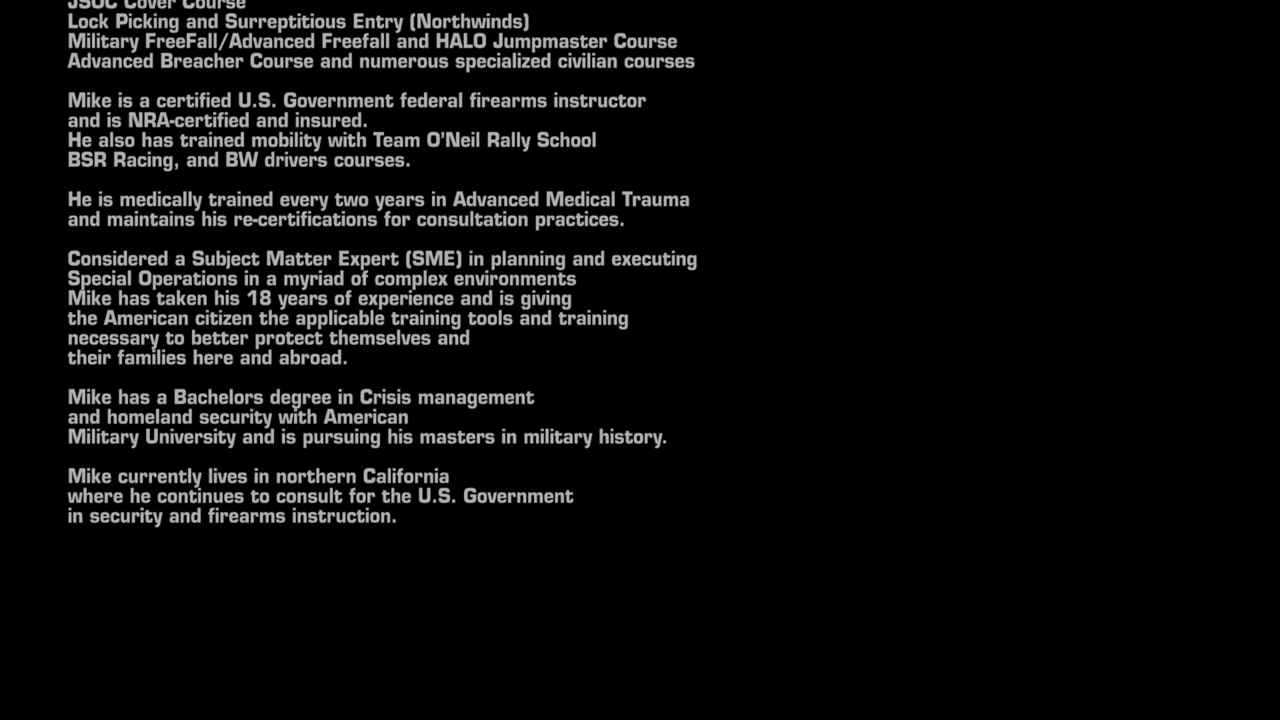 JSOC Cover Course
Lock Picking and Surreptitious Entry (Northwinds)
Military FreeFall/Advanced Freefall and HALO Jumpmaster Course
Advanced Breacher Course and numerous specialized civilian courses
Mike is a certified U.S. Government federal firearms instructor
and is NRA-certified and insured.
He also has trained mobility with Team O'Neil Rally School
BSR Racing, and BW drivers courses.
He is medically trained every two years in Advanced Medical Trauma
and maintains his re-certifications for consultation practices.
Considered a Subject Matter Expert (SME) in planning and executing
Special Operations in a myriad of complex environments
Mike has taken his 18 years of experience and is giving
the American citizen the applicable training tools and training
necessary to better protect themselves and
their families here and abroad.
Mike has a Bachelors degree in Crisis management
and homeland security with American
Military University and is pursuing his masters in military history.
Mike currently lives in northern California
where he continues to consult for the U.S. Government
in security and firearms instruction.